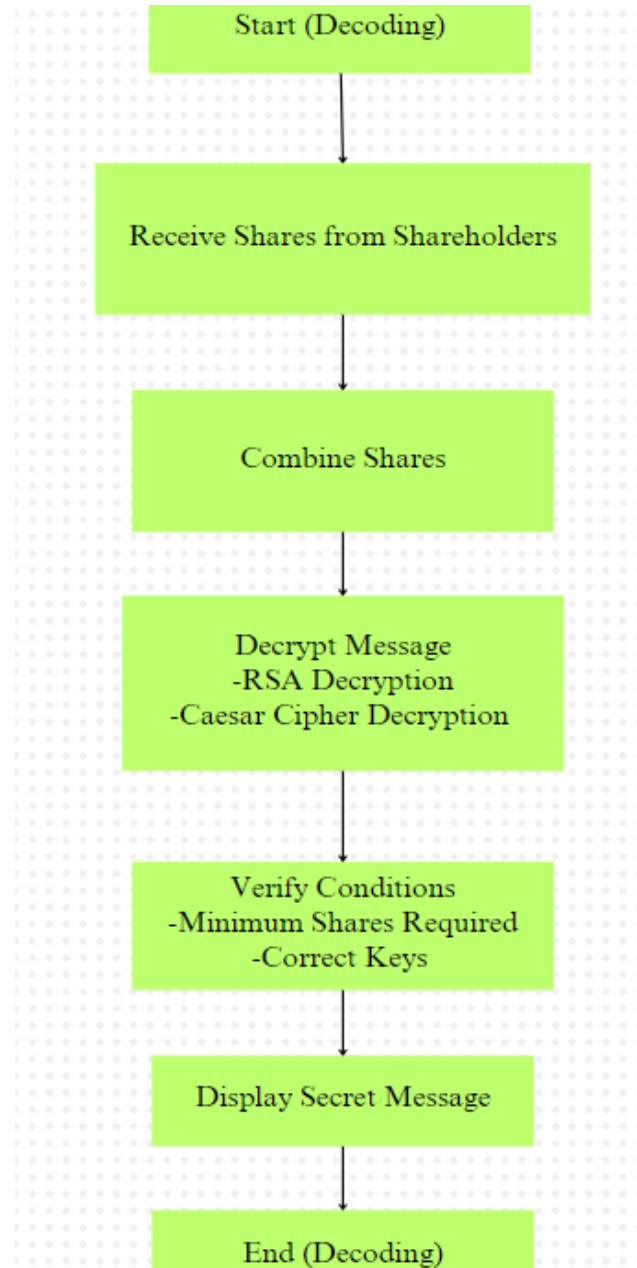 Start (Decoding)
Receive Shares from Shareholders
Combine Shares
Decrypt Message
-RSA Decryption
-Caesar Cipher Decryption
Verify Conditions
-Minimum Shares Required
-Correct Keys
Display Secret Message
End (Decoding)